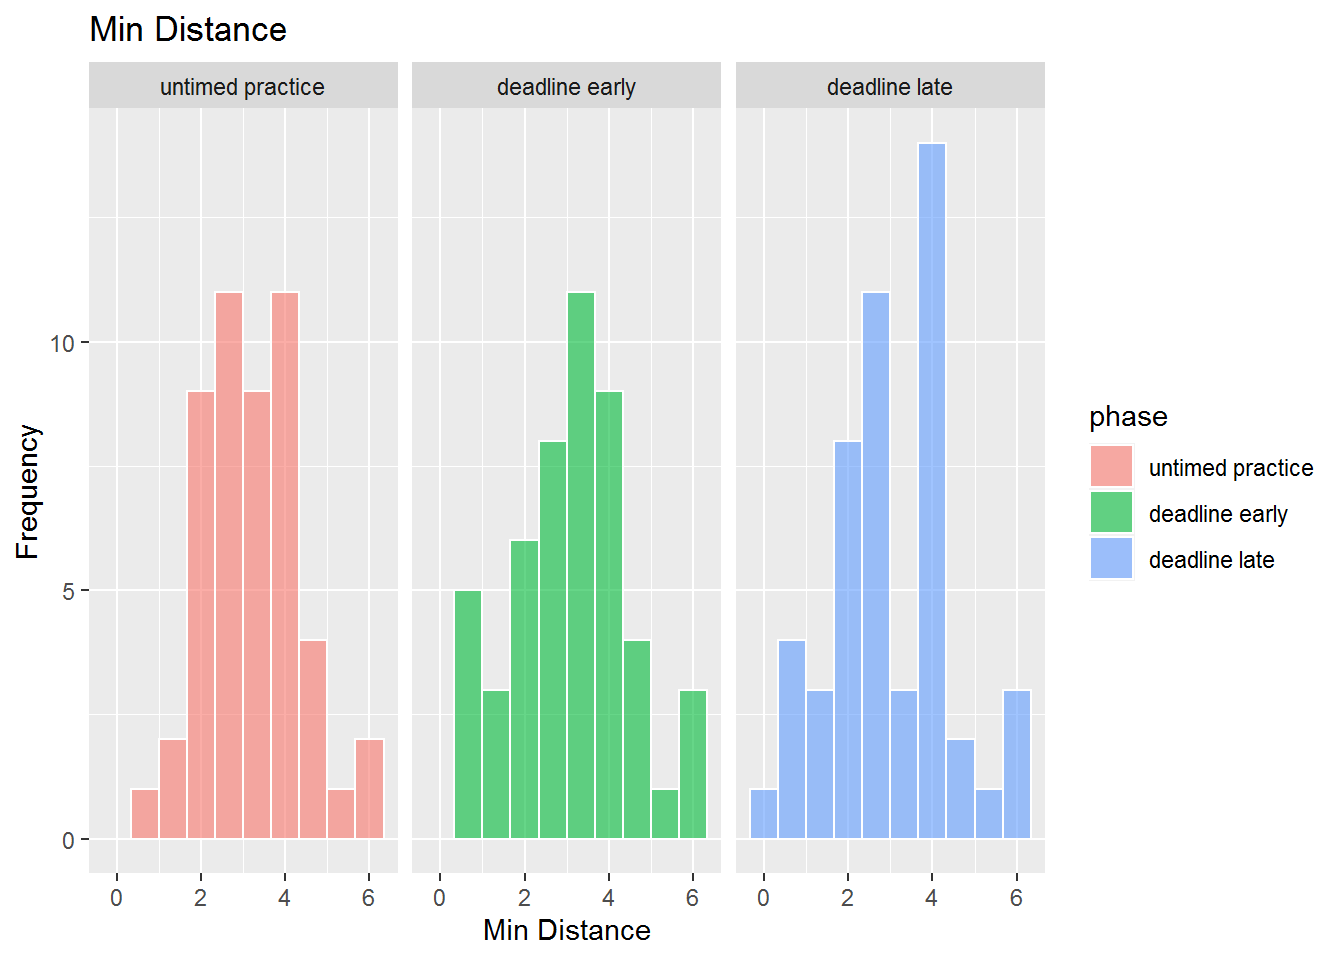 Min Distance
untimed practice
deadline early
deadline late
10
5
0
Frequency
0 2 4 6
0 2 4 6
0 2 4 6
Min Distance
phase
untimed practice
deadline early
deadline late